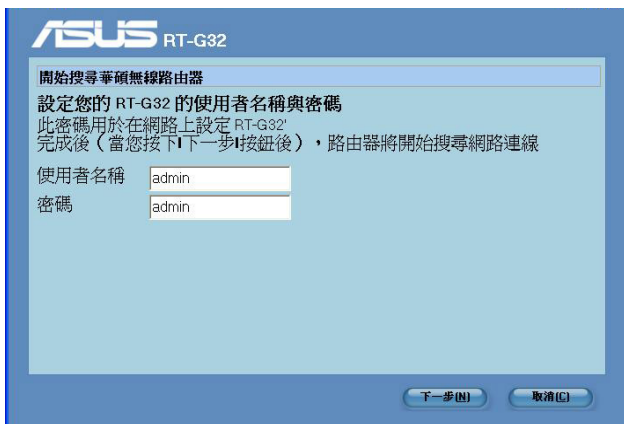 ASUS RT-G32
開始搜尋華碩無線路由器
設定您的 RT-G32 的使用者名稱與密碼
此密碼用於在網路上設定 RT-G32'
完成後（當您按下I下一步I按鈕後），路由器將開始搜尋網路連線
使用者名稱 admin
密碼 admin
下一步(N) 取消(C)